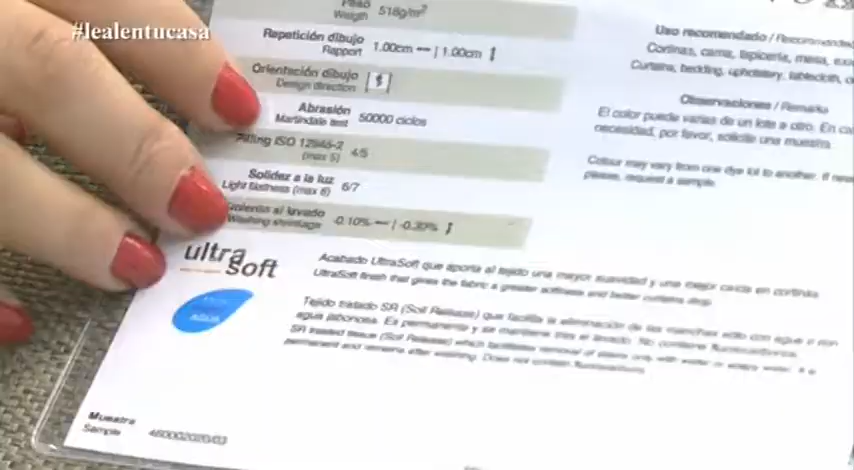 #lealentucasa
Peso
Weigth 518g/m²
Repetición dibujo
Rapport 1.00cm | 1.00cm
Orientación dibujo
Design direction
Abrasión
Martindale test 50000 ciclos
Pilling ISO 12945-2
(max 5) 4/5
Solidez a la luz
Light fastness (max 8) 6/7
al lavado
Washing shrinkage -0.10% | -0.30%
Uso recomendado / Recommended
Cortinas, cama, tapicería, mesa,
Curtains, bedding, upholstery, tablecloth,
Observaciones / Remarks
El color puede varias de un lote a otro. En
necesidad, por favor, solicite una muestra.
Colour may vary from one dye lot to another. If
please, request a sample.
ultra
soft
AQUA
Acabado UltraSoft que aporta al tejido una mayor suavidad y una mejor caída en cortina.
UltraSoft finish that gives the fabric a greater softness and better curtains drop.
Tejido tratado SR (Soil Release) que facilita la eliminación de las manchas sólo con agua o con
agua jabonosa. Es permanente y se mantiene tras el lavado. No contiene fluorocarbonos.
SR treated tissue (Soil Release) which facilitates removal of stains only with water or soapy water. It is
permanent and remains after washing. Does not contain fluorocarbons.
Muestra
Sample 460002020/03